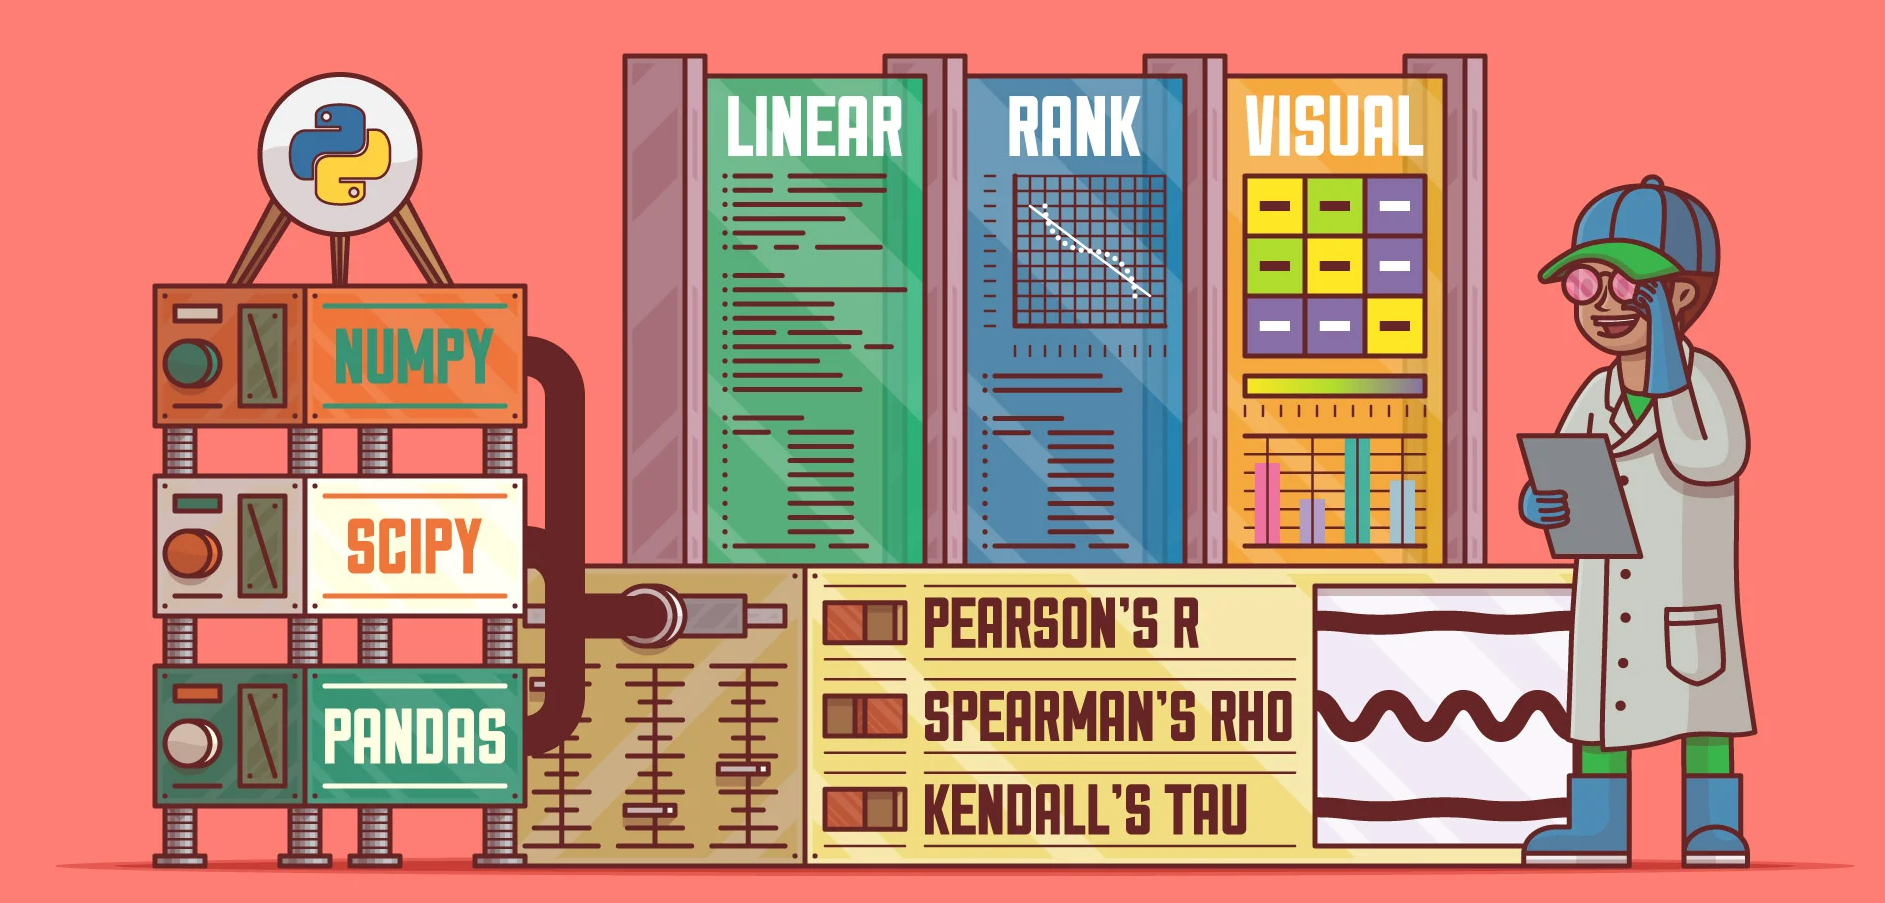 LINEAR
RANK
VISUAL
NUMPY
SCIPY
PANDAS
PEARSON'S R
SPEARMAN'S RHO
KENDALL'S TAU